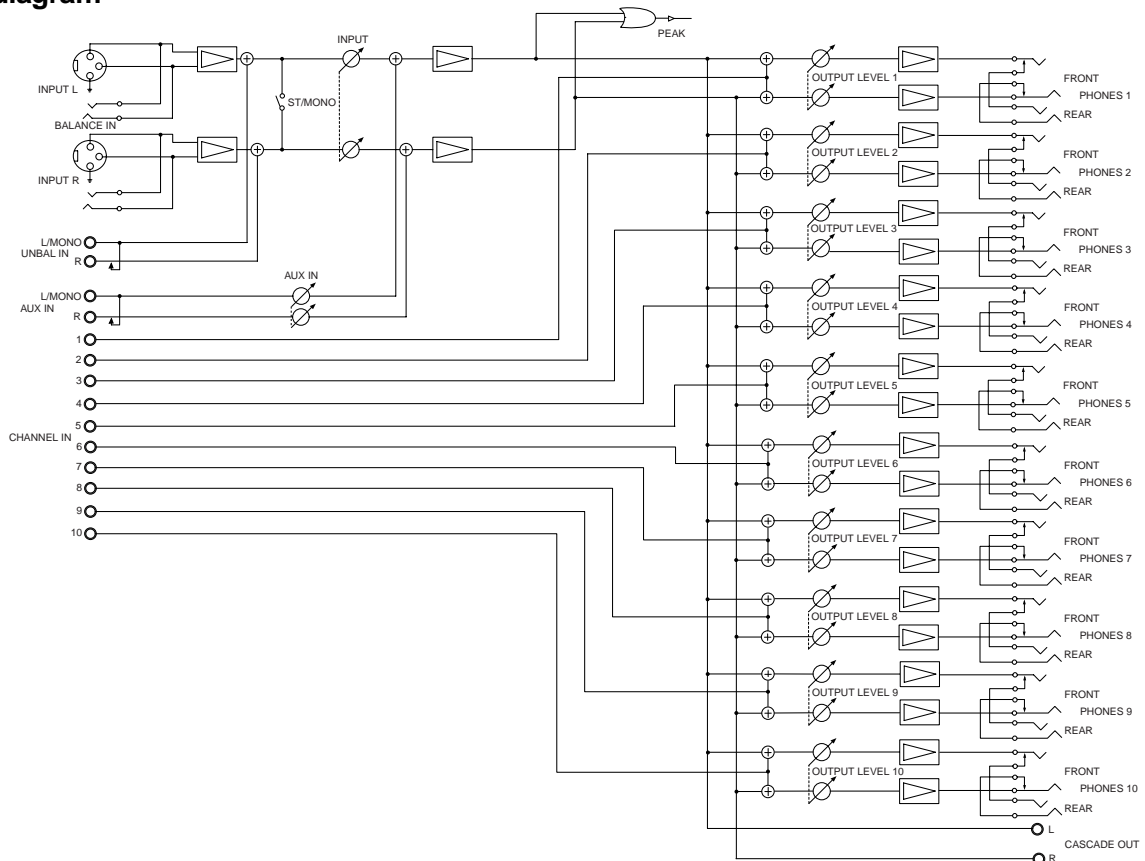 diagram
INPUT L
BALANCE IN
INPUT R
L/MONO
UNBAL IN
R
L/MONO
AUX IN
R
1
2
3
4
5
CHANNEL IN
6
7
8
9
10
INPUT
ST/MONO
AUX IN
PEAK
OUTPUT LEVEL 1
FRONT
PHONES 1
REAR
OUTPUT LEVEL 2
FRONT
PHONES 2
REAR
OUTPUT LEVEL 3
FRONT
PHONES 3
REAR
OUTPUT LEVEL 4
FRONT
PHONES 4
REAR
OUTPUT LEVEL 5
FRONT
PHONES 5
REAR
OUTPUT LEVEL 6
FRONT
PHONES 6
REAR
OUTPUT LEVEL 7
FRONT
PHONES 7
REAR
OUTPUT LEVEL 8
FRONT
PHONES 8
REAR
OUTPUT LEVEL 9
FRONT
PHONES 9
REAR
OUTPUT LEVEL 10
FRONT
PHONES 10
REAR
L
CASCADE OUT
R